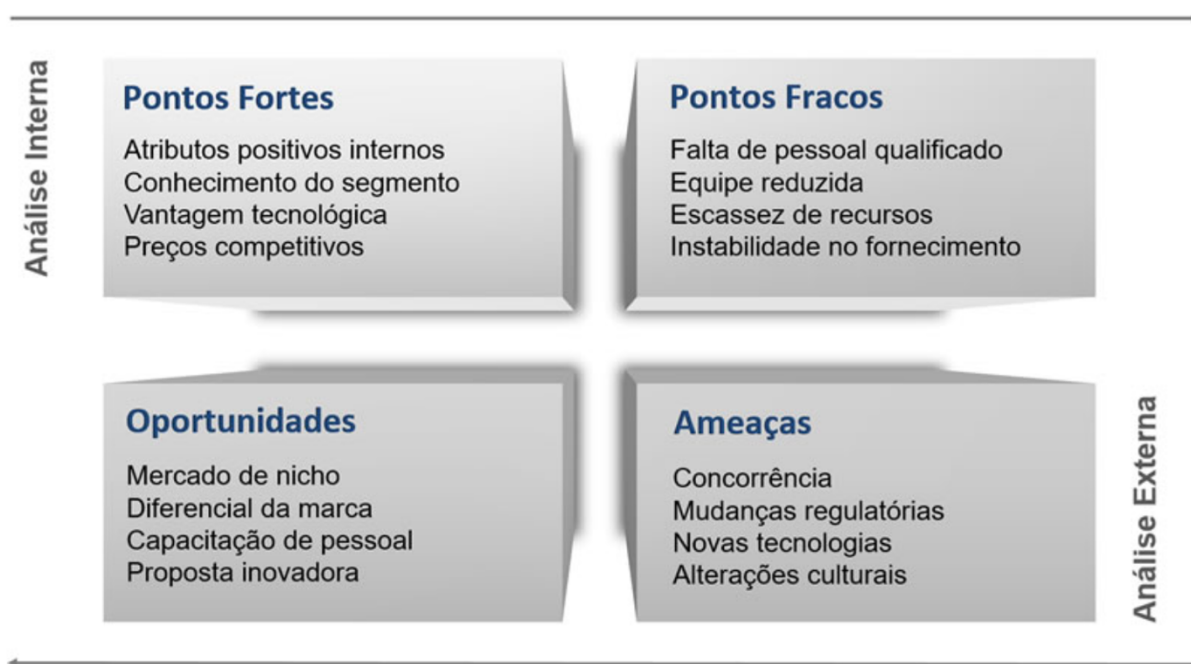 Análise Interna
Pontos Fortes
Atributos positivos internos
Conhecimento do segmento
Vantagem tecnológica
Preços competitivos
Pontos Fracos
Falta de pessoal qualificado
Equipe reduzida
Escassez de recursos
Instabilidade no fornecimento
Oportunidades
Mercado de nicho
Diferencial da marca
Capacitação de pessoal
Proposta inovadora
Ameaças
Concorrência
Mudanças regulatórias
Novas tecnologias
Alterações culturais
Análise Externa